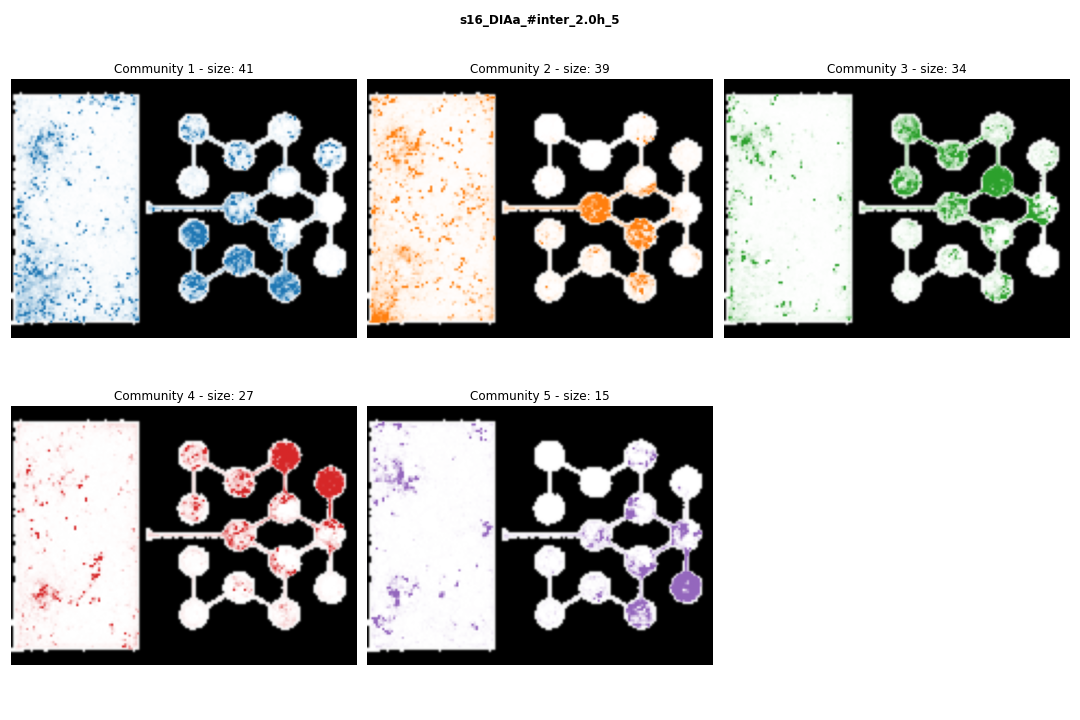 s16_DIAa_#inter_2.0h_5
Community 1 - size: 41
Community 2 - size: 39
Community 3 - size: 34
Community 4 - size: 27
Community 5 - size: 15